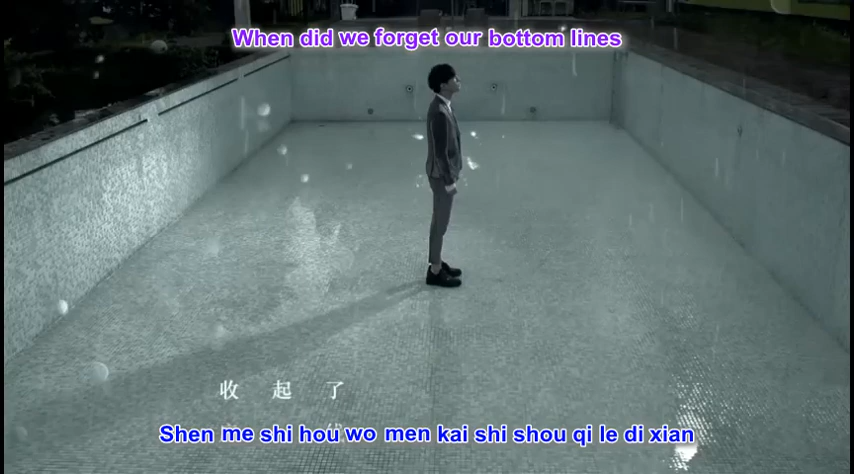 When did we forget our bottom lines
收起了
Shen me shi hou wo men kai shi shou qi le di xian